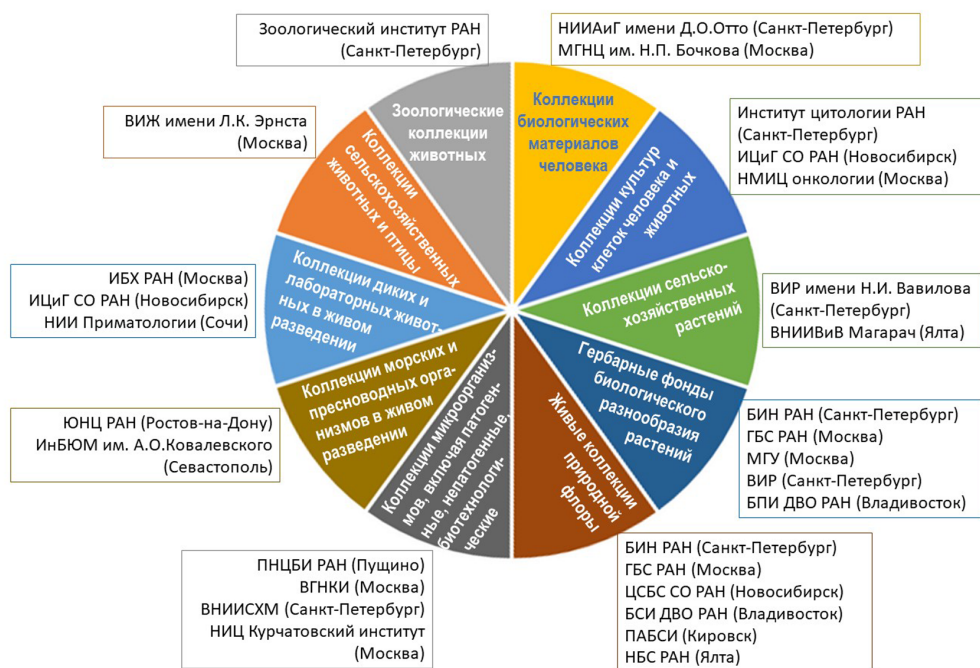 Зоологический институт РАН
(Санкт-Петербург)
НИИАиГ имени Д.О.Отто (Санкт-Петербург)
МГНЦ им. Н.П. Бочкова (Москва)
ВИЖ имени Л.К. Эрнста
(Москва)
Институт цитологии РАН
(Санкт-Петербург)
ИЦиГ СО РАН (Новосибирск)
НМИЦ онкологии (Москва)
Зоологические
коллекции
животных
Коллекции
биологических
материалов
человека
Коллекции
сельскохозяйственных
животных и птицы
Коллекции культур
клеток человека и
животных
ИБХ РАН (Москва)
ИЦиГ СО РАН (Новосибирск)
НИИ Приматологии (Сочи)
Коллекции диких и
лабораторных живот-
ных в живом
разведении
Коллекции сельско-
хозяйственных
растений
ВИР имени Н.И. Вавилова
(Санкт-Петербург)
ВНИИВиВ Магарач (Ялта)
Коллекции морских и
пресноводных орга-
низмов в живом
разведении
Гербарные фонды
биологического
разнообразия
растений
ЮНЦ РАН (Ростов-на-Дону)
ИнБЮМ им. А.О.Ковалевского
(Севастополь)
Коллекции микроорганиз-
мов, включая патоген-
ные, непатогенные,
биотехнологи-
ческие
Живые коллекции
природной
флоры
БИН РАН (Санкт-Петербург)
ГБС РАН (Москва)
МГУ (Москва)
ВИР (Санкт-Петербург)
БПИ ДВО РАН (Владивосток)
ПНЦБИ РАН (Пущино)
ВГНКИ (Москва)
ВНИИСХМ (Санкт-Петербург)
НИЦ Курчатовский институт
(Москва)
БИН РАН (Санкт-Петербург)
ГБС РАН (Москва)
ЦСБС СО РАН (Новосибирск)
БСИ ДВО РАН (Владивосток)
ПАБСИ (Кировск)
НБС РАН (Ялта)